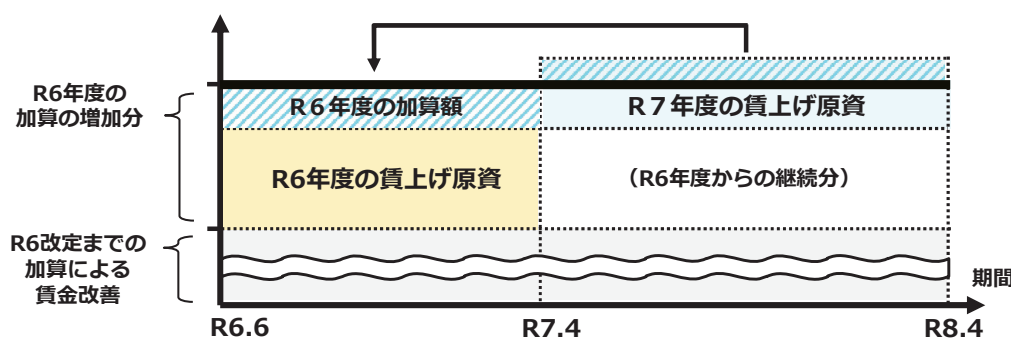 R6年度の
加算の増加分
R６年度の加算額
R７年度の賃上げ原資
R6年度の賃上げ原資
（R6年度からの継続分）
R6改定までの
加算による
賃金改善
期間
R6.6
R7.4
R8.4